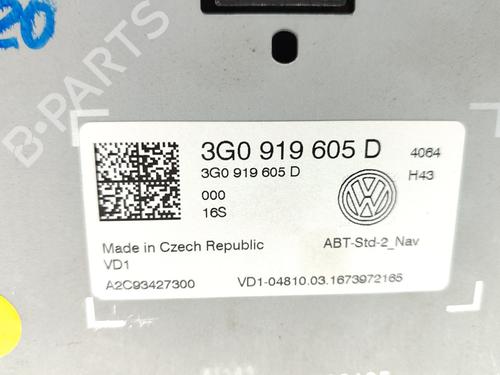 20
B-PARTS
3G0 919 605 D 4064
3G0 919 605 D H43
000
16S
Made in Czech Republic ABT-Std-2_Nav
VD1
A2C93427300 VD1-04810.03.1673972165